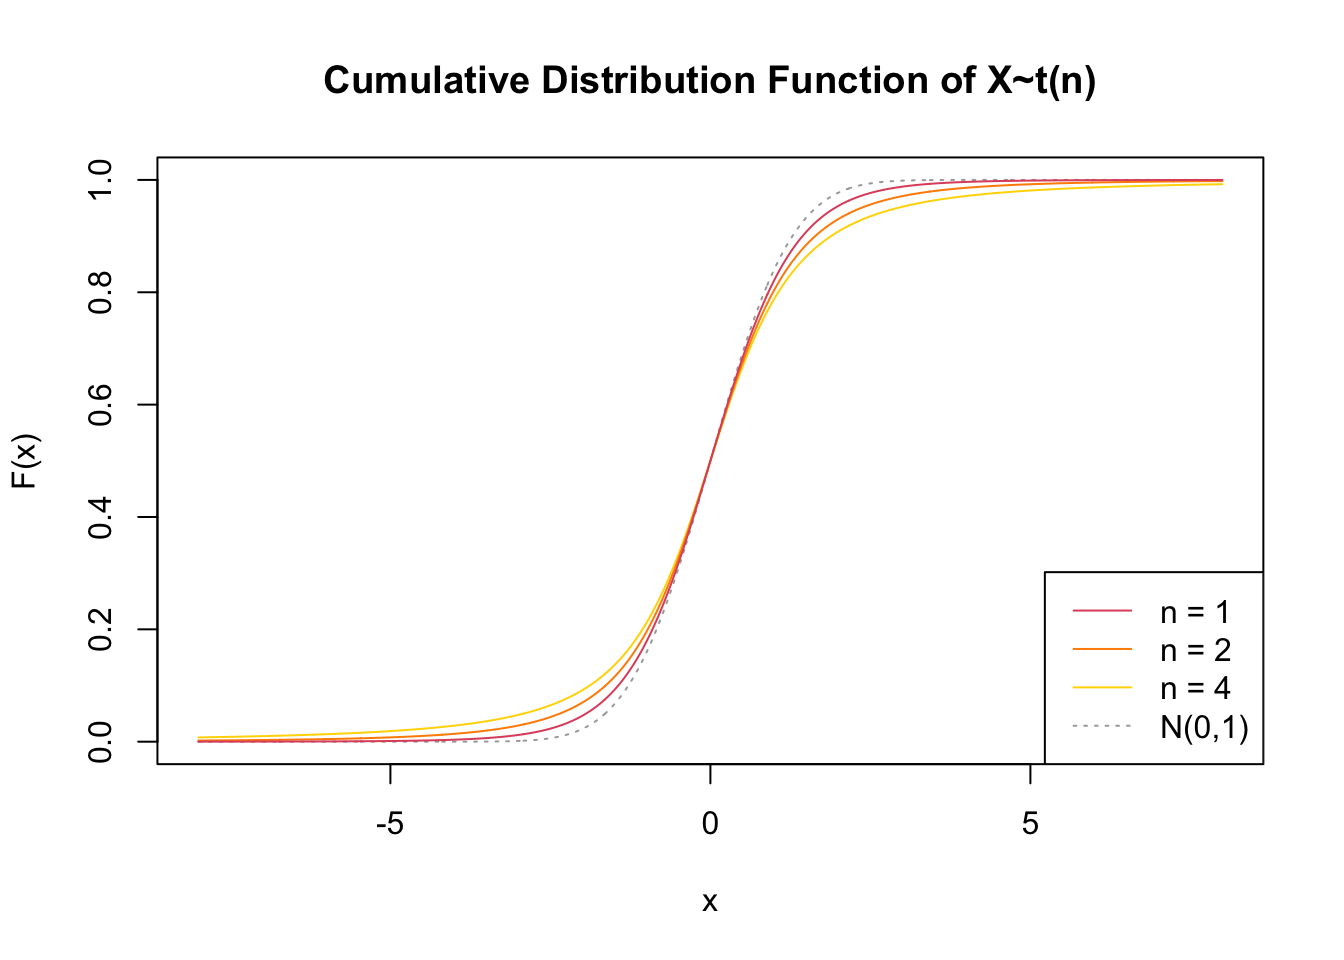 Cumulative Distribution Function of X~t(n)
F(x)
1.0
0.8
0.6
0.4
0.2
0.0
-5
0
5
x
n = 1
n = 2
n = 4
N(0,1)